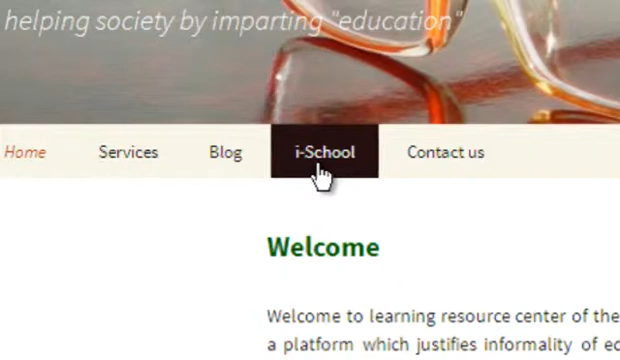 helping society by imparting "education"
Home Services Blog i-School Contact us
Welcome
Welcome to learning resource center of the
a platform which justifies informality of